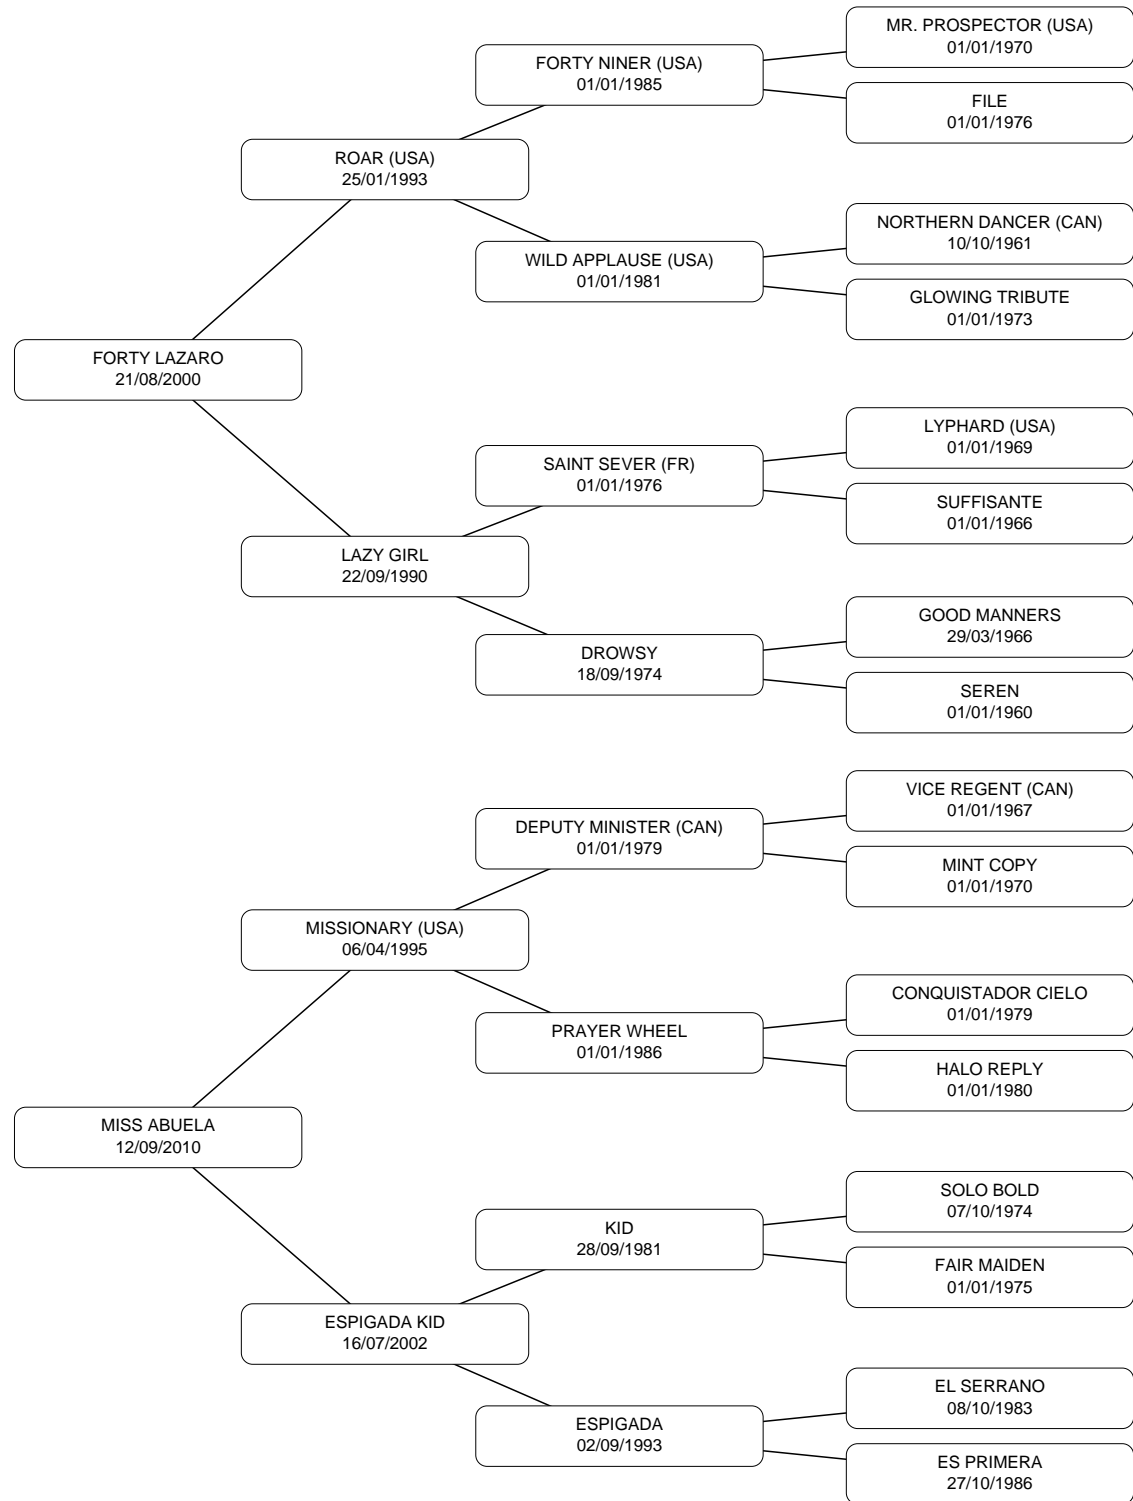 MR. PROSPECTOR (USA)
01/01/1970
FORTY NINER (USA)
01/01/1985
FILE
01/01/1976
ROAR (USA)
25/01/1993
NORTHERN DANCER (CAN)
10/10/1961
WILD APPLAUSE (USA)
01/01/1981
GLOWING TRIBUTE
01/01/1973
FORTY LAZARO
21/08/2000
LYPHARD (USA)
01/01/1969
SAINT SEVER (FR)
01/01/1976
SUFFISANTE
01/01/1966
LAZY GIRL
22/09/1990
GOOD MANNERS
29/03/1966
DROWSY
18/09/1974
SEREN
01/01/1960
VICE REGENT (CAN)
01/01/1967
DEPUTY MINISTER (CAN)
01/01/1979
MINT COPY
01/01/1970
MISSIONARY (USA)
06/04/1995
CONQUISTADOR CIELO
01/01/1979
PRAYER WHEEL
01/01/1986
HALO REPLY
01/01/1980
MISS ABUELA
12/09/2010
SOLO BOLD
07/10/1974
KID
28/09/1981
FAIR MAIDEN
01/01/1975
ESPIGADA KID
16/07/2002
EL SERRANO
08/10/1983
ESPIGADA
02/09/1993
ES PRIMERA
27/10/1986